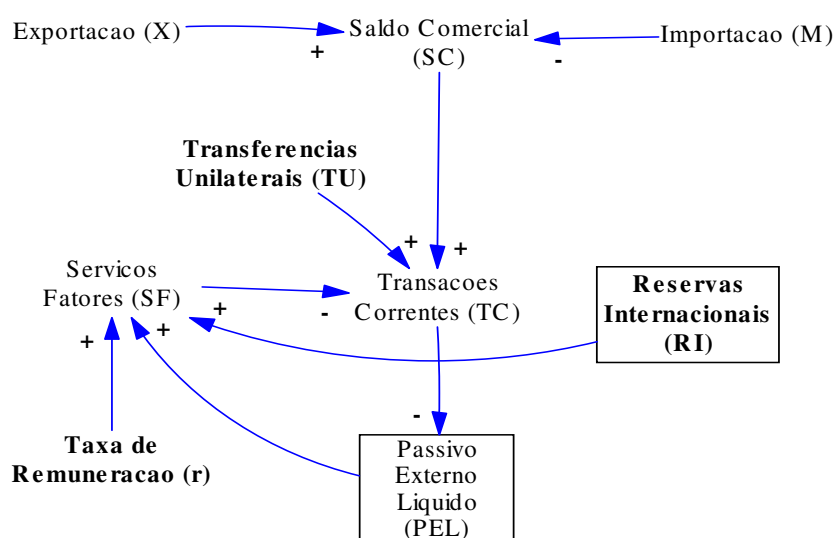 Exportacao (X)
Saldo Comercial
(SC)
Importacao (M)
+
-
Transferencias
Unilaterais (TU)
+
+
Servicos
Fatores (SF)
+
-
Transacoes
Correntes (TC)
Reservas
Internacionais
(RI)
+
+
Taxa de
Remuneracao (r)
-
Passivo
Externo
Liquido
(PEL)